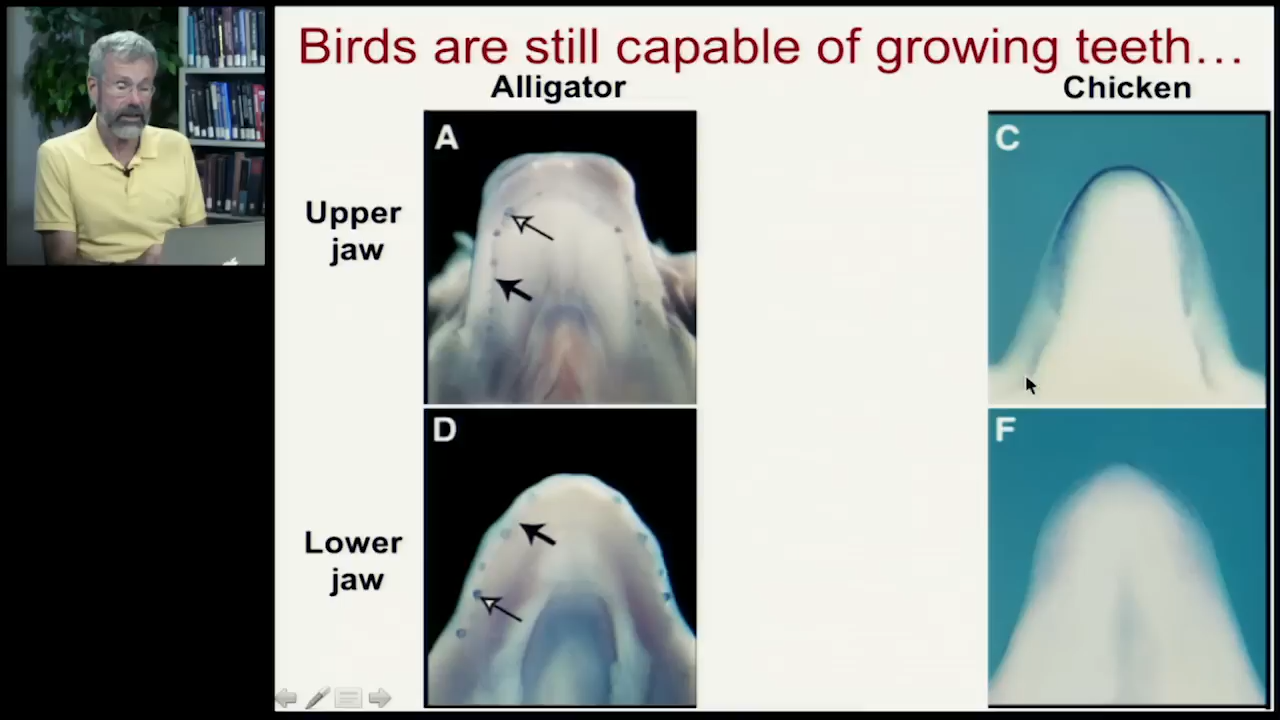 Birds are still capable of growing teeth…
Alligator
Chicken
Upper
jaw
A
C
Lower
jaw
D
F